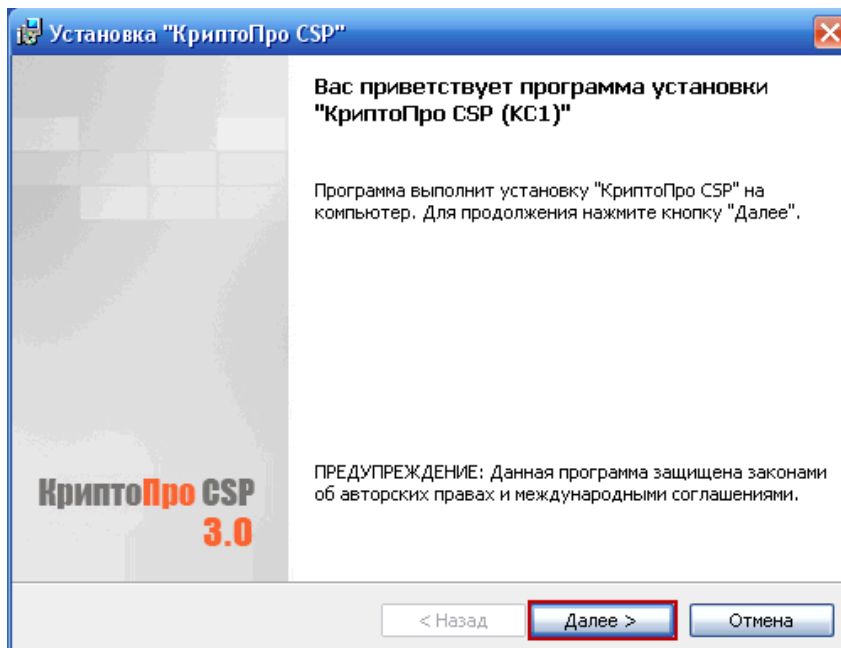 Установка "КриптоПро CSP"
Вас приветствует программа установки
"КриптоПро CSP (КС1)"
Программа выполнит установку "КриптоПро CSP" на
компьютер. Для продолжения нажмите кнопку "Далее".
КриптоПро CSP
3.0
ПРЕДУПРЕЖДЕНИЕ: Данная программа защищена законами
об авторских правах и международными соглашениями.
< Назад
Далее >
Отмена